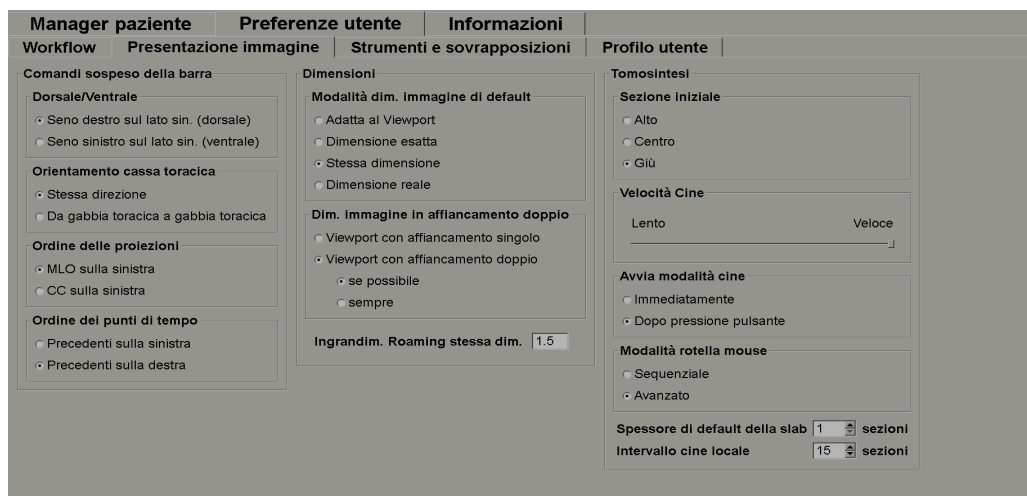 Manager paziente
Preferenze utente
Informazioni
Workflow
Presentazione immagine
Strumenti e sovrapposizioni
Profilo utente
Comandi sospeso della barra
Dorsale/Ventrale
Seno destro sul lato sin. (dorsale)
Seno sinistro sul lato sin. (ventrale)
Orientamento cassa toracica
Stessa direzione
Da gabbia toracica a gabbia toracica
Ordine delle proiezioni
MLO sulla sinistra
CC sulla sinistra
Ordine dei punti di tempo
Precedenti sulla sinistra
Precedenti sulla destra
Dimensioni
Modalità dim. immagine di default
Adatta al Viewport
Dimensione esatta
Stessa dimensione
Dimensione reale
Dim. immagine in affiancamento doppio
Viewport con affiancamento singolo
Viewport con affiancamento doppio
se possibile
sempre
Ingrandim. Roaming stessa dim. 1.5
Tomosintesi
Sezione iniziale
Alto
Centro
Giù
Velocità Cine
Lento Veloce
Avvia modalità cine
Immediatamente
Dopo pressione pulsante
Modalità rotella mouse
Sequenziale
Avanzato
Spessore di default della slab 1 sezioni
Intervallo cine locale 15 sezioni